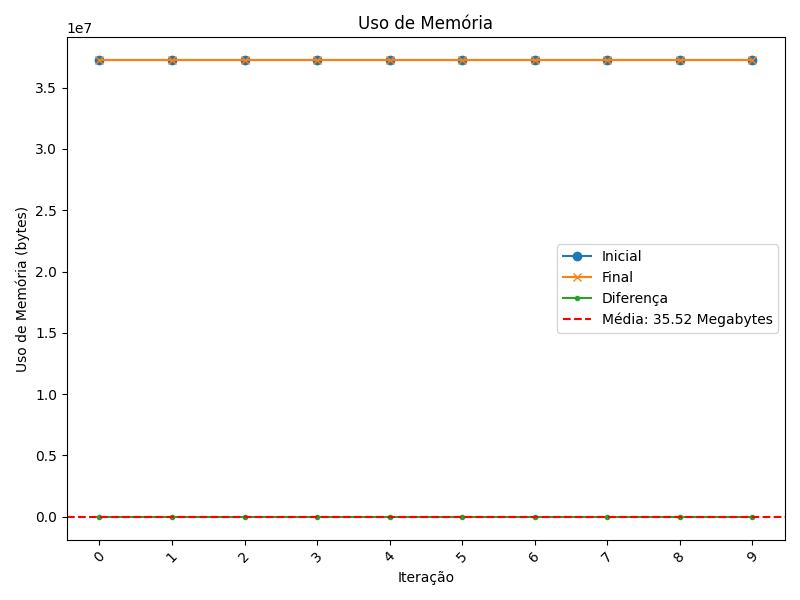 Uso de Memória
1e7
3.5
3.0
2.5
2.0
1.5
1.0
0.5
0.0
Uso de Memória (bytes)
Inicial
Final
Diferença
Média: 35.52 Megabytes
0 1 2 3 4 5 6 7 8 9
Iteração